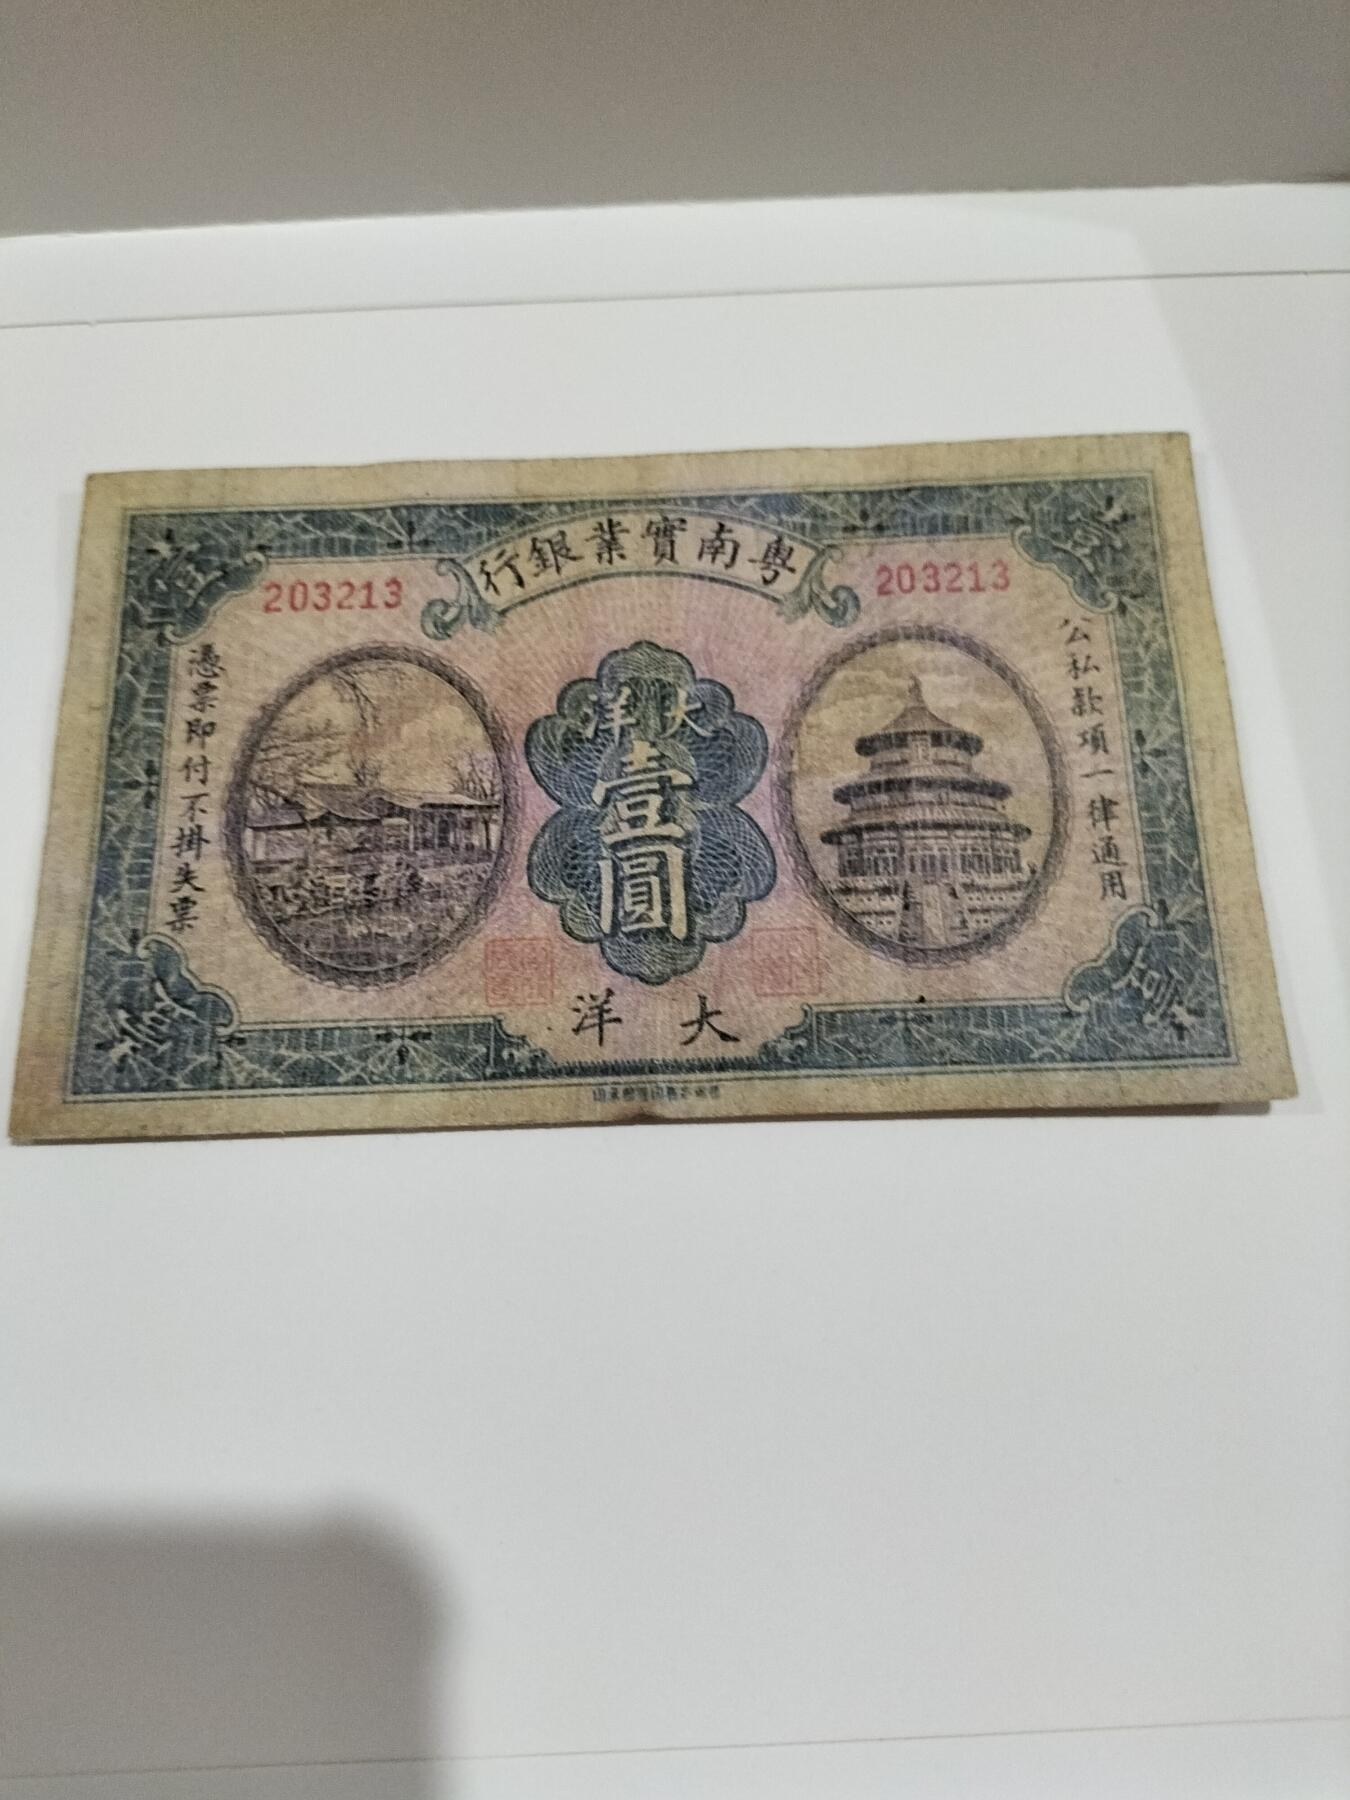 粵南實業銀行
203213
203213
公私款項一律通用
大洋
壹圓
憑票即付不掛失票
大洋
壹